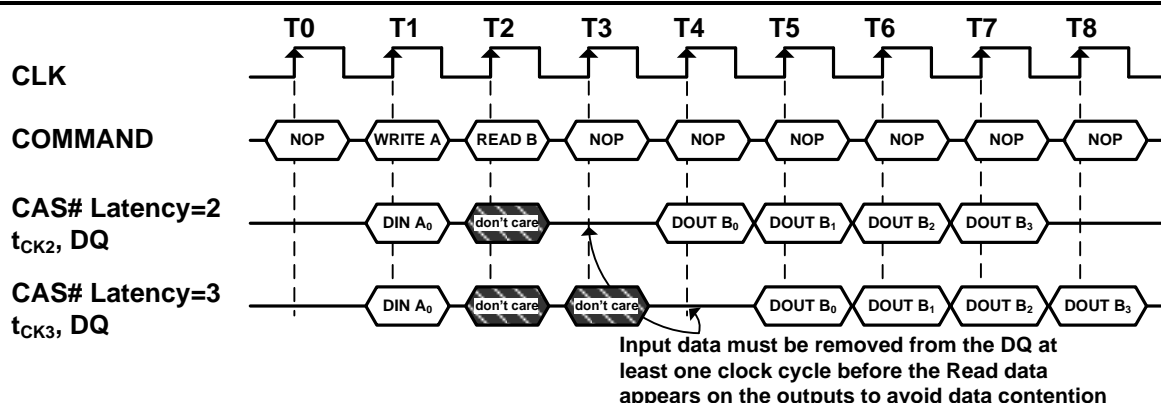 T0 T1 T2 T3 T4 T5 T6 T7 T8
CLK
COMMAND NOP WRITE A READ B NOP NOP NOP NOP NOP NOP
CAS# Latency=2
tCK2, DQ DIN A0 don't care DOUT B0 DOUT B1 DOUT B2 DOUT B3
CAS# Latency=3
tCK3, DQ DIN A0 don't care don't care DOUT B0 DOUT B1 DOUT B2 DOUT B3
Input data must be removed from the DQ at
least one clock cycle before the Read data
appears on the outputs to avoid data contention